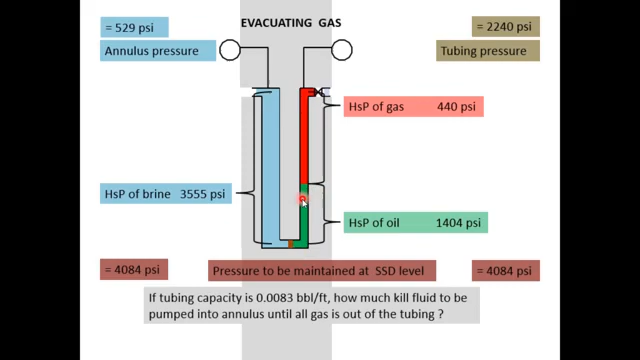 EVACUATING GAS
= 529 psi
= 2240 psi
Annulus pressure
Tubing pressure
HsP of gas 440 psi
HsP of brine 3555 psi
HsP of oil 1404 psi
= 4084 psi
Pressure to be maintained at SSD level
= 4084 psi
If tubing capacity is 0.0083 bbl/ft, how much kill fluid to be
pumped into annulus until all gas is out of the tubing ?